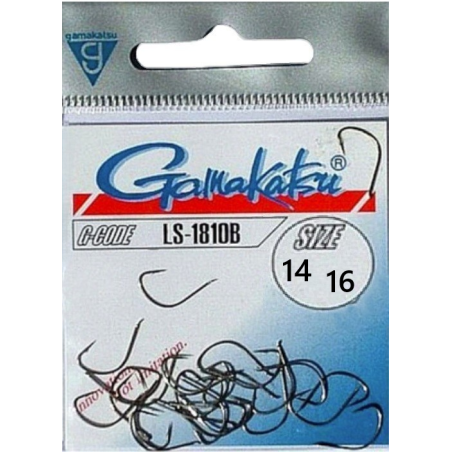 gamakatsu
g
Gamakatsu®
G-CODE LS-1810B SIZE
14 16
Innovation
for Imitation.